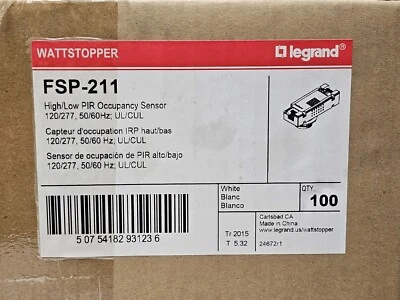 WATTSTOPPER
legrand
FSP-211
High/Low PIR Occupancy Sensor
120/277, 50/60Hz; UL/CUL
Capteur d'occupation IRP haut/bas
120/277, 50/60 Hz; UL/CUL
Sensor de ocupación de PIR alto/bajo
120/277, 50/60 Hz; UL/CUL
White
Blanc
Blanco
QTY.
100
Tr 2015
T 5.32
Carlsbad CA
Made in China
www.legrand.us/wattstopper
24672r1
5 07 54182 93123 6